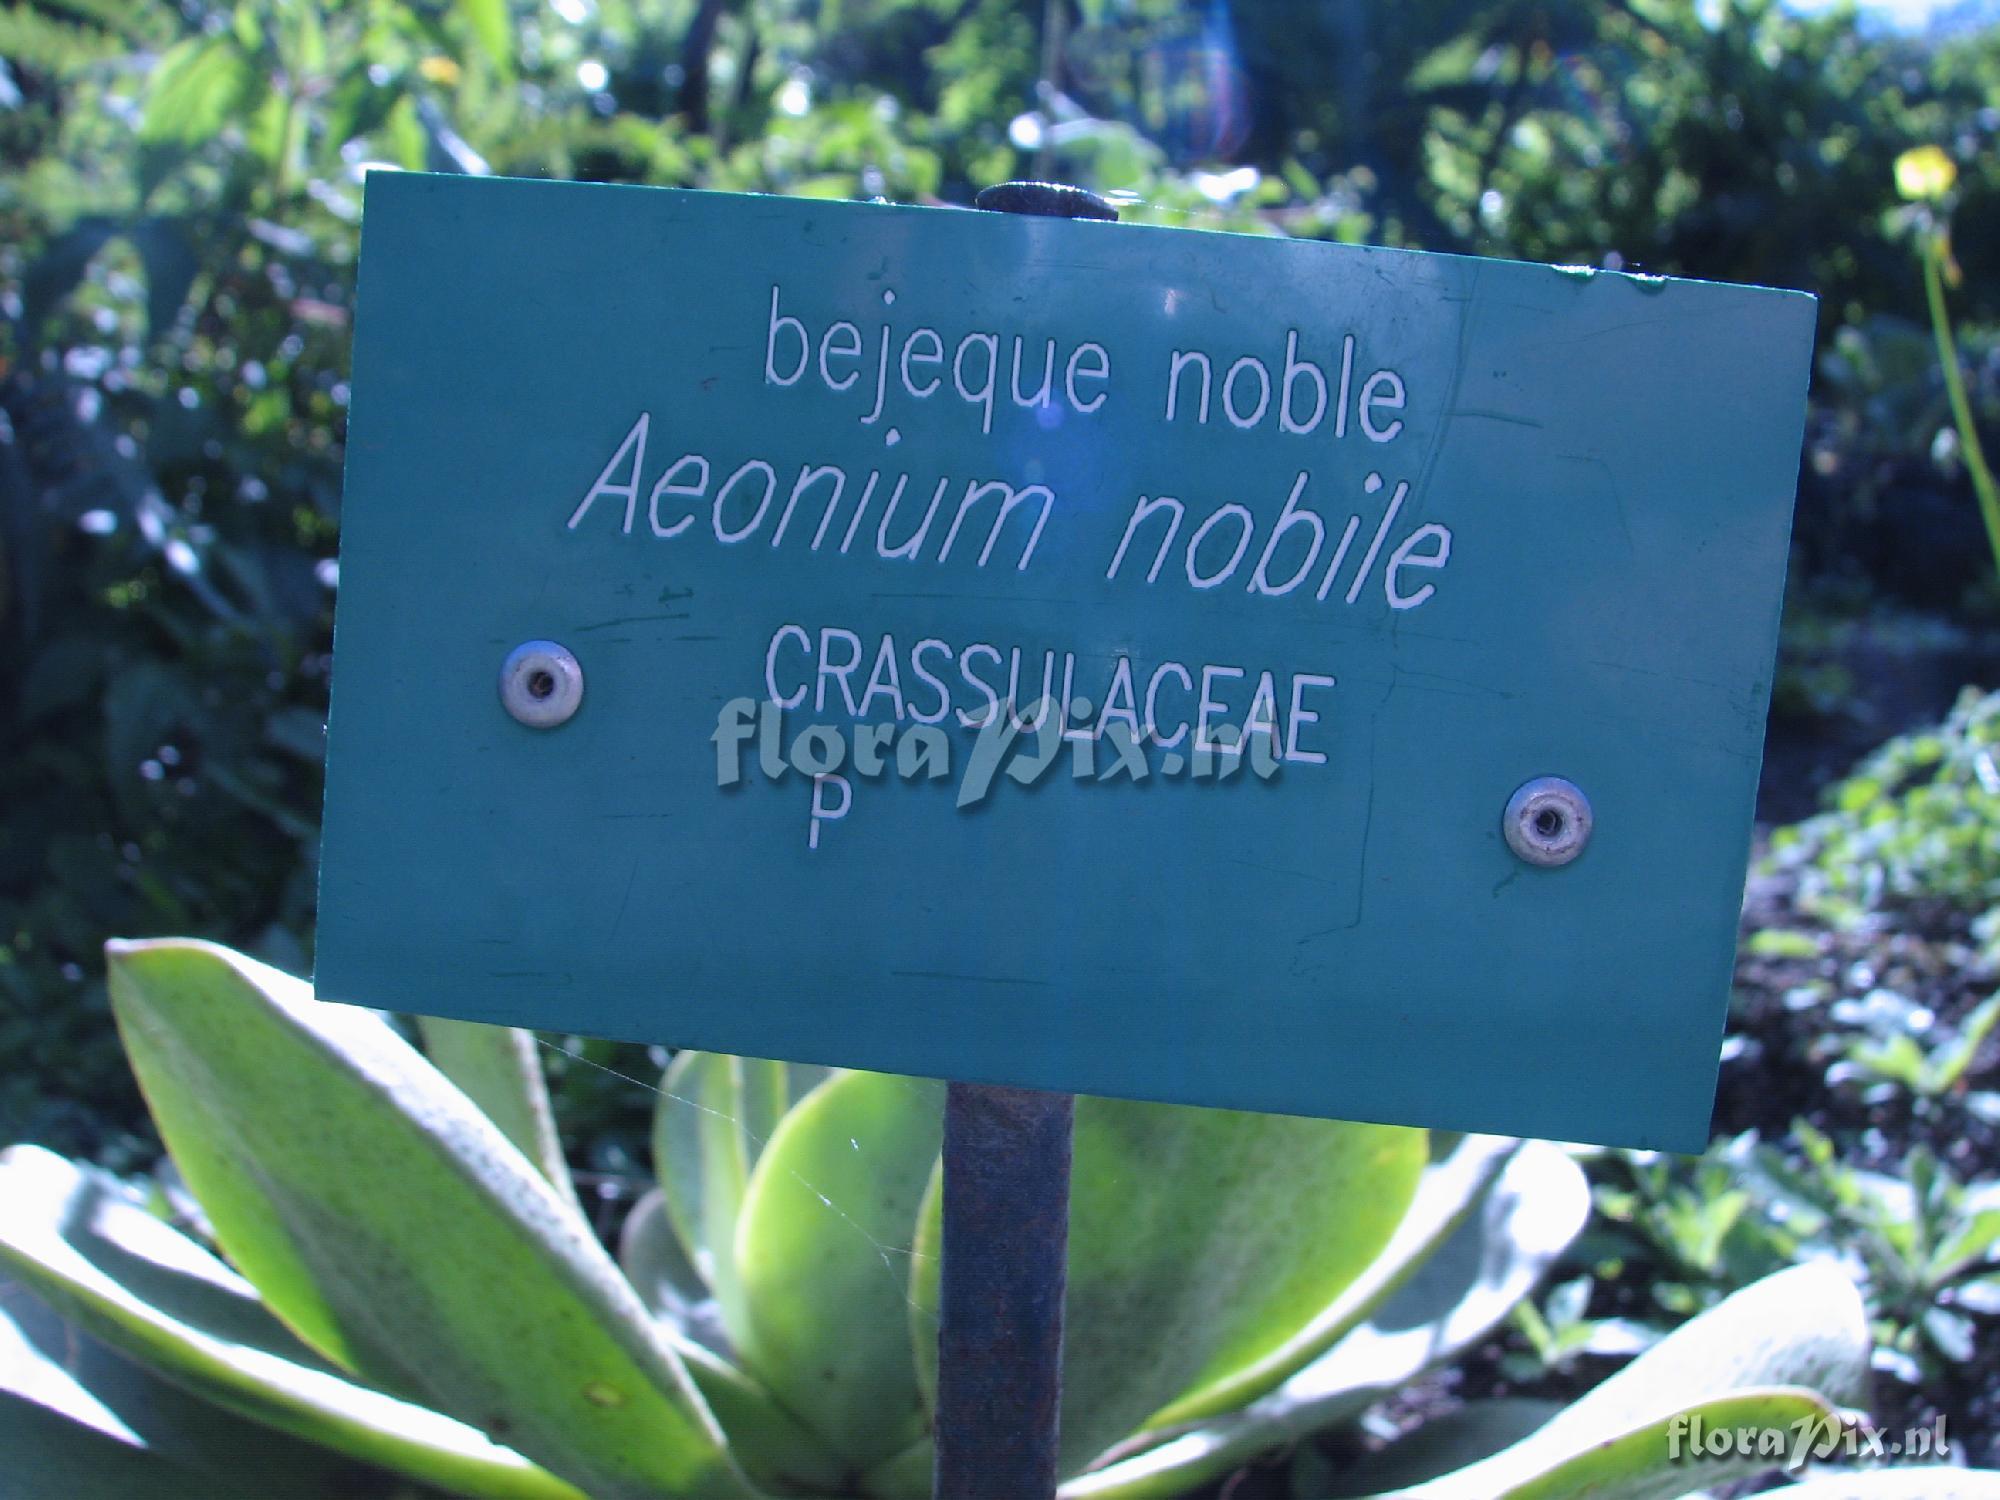 bejeque noble
Aeonium nobile
CRASSULACEAE
floraPix.nl
P
floraPix.nl